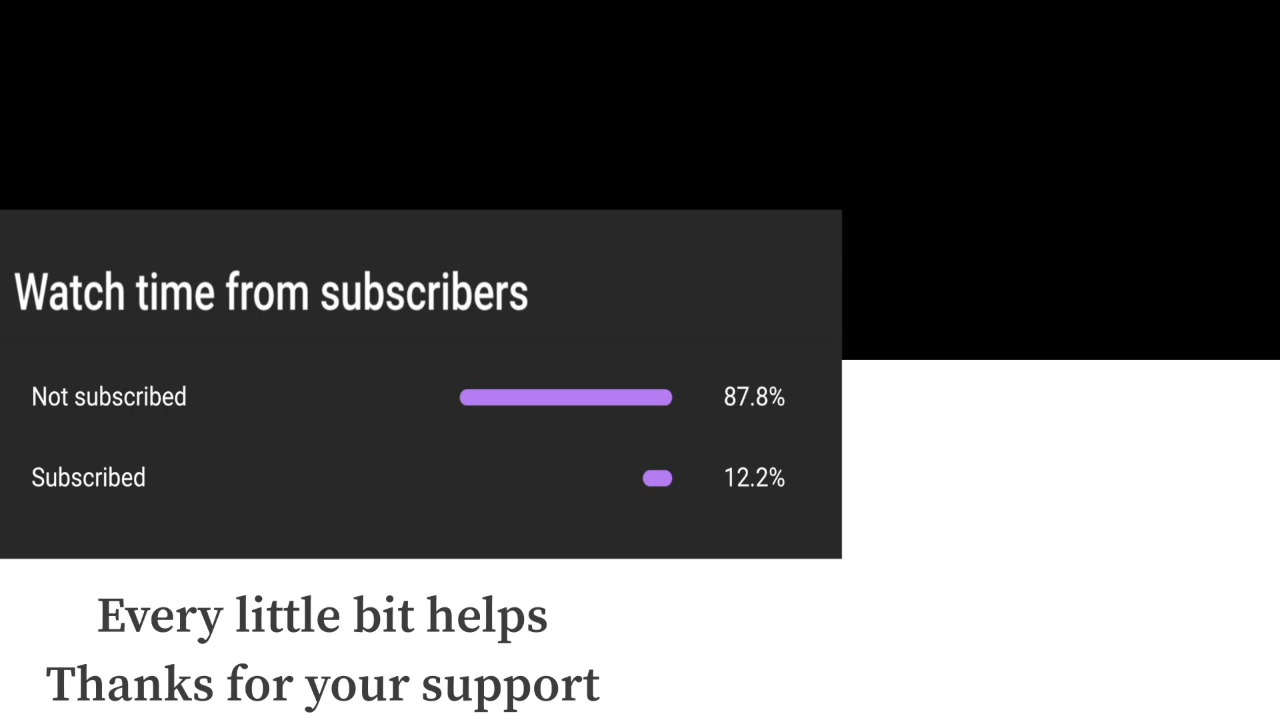 Watch time from subscribers
Not subscribed 87.8%
Subscribed 12.2%
Every little bit helps
Thanks for your support